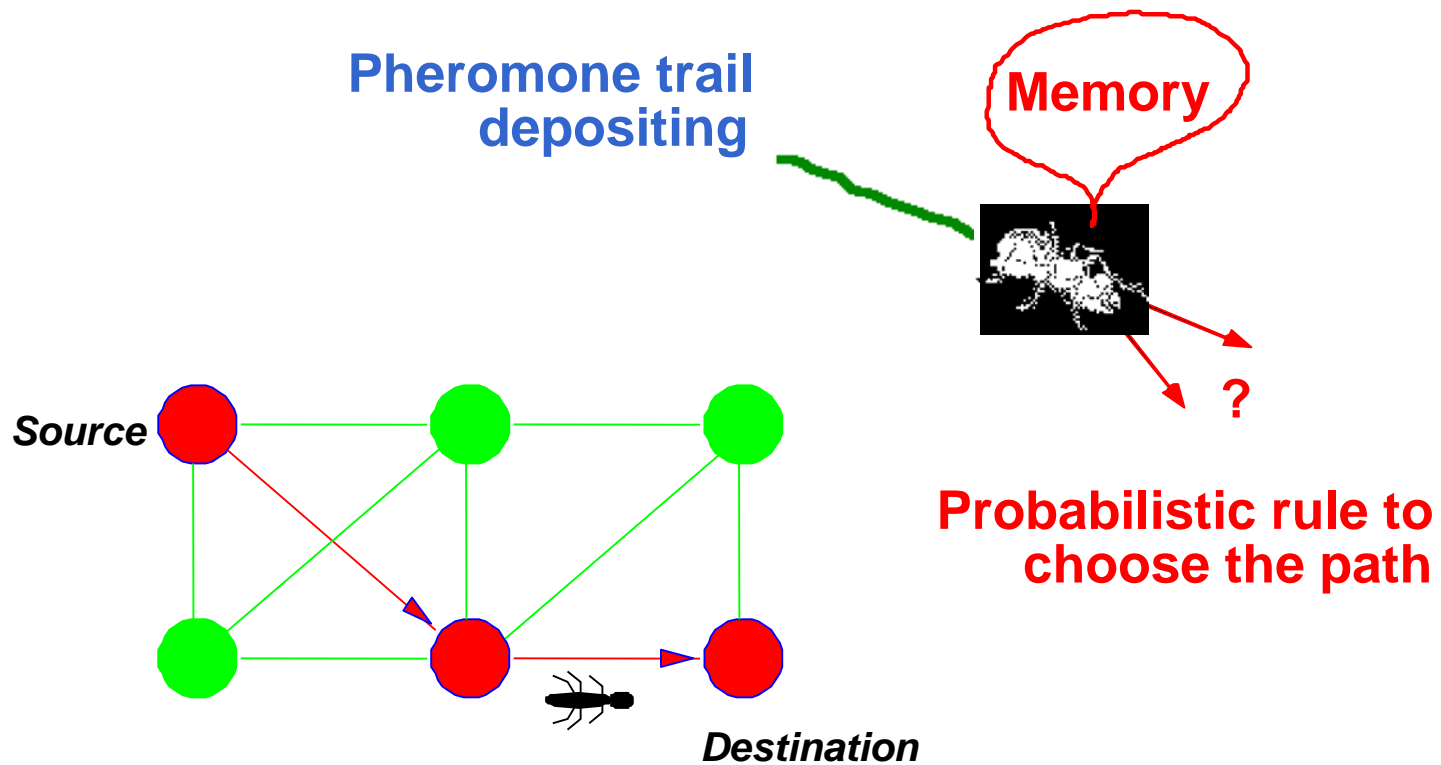 Pheromone trail
depositing
Memory
?
Source
Probabilistic rule to
choose the path
Destination